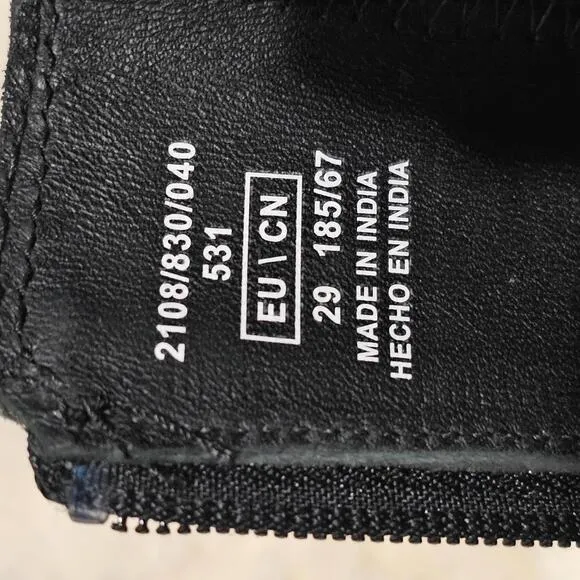 2108/830/040
531
EU \ CN
29 185/67
MADE IN INDIA
HECHO EN INDIA